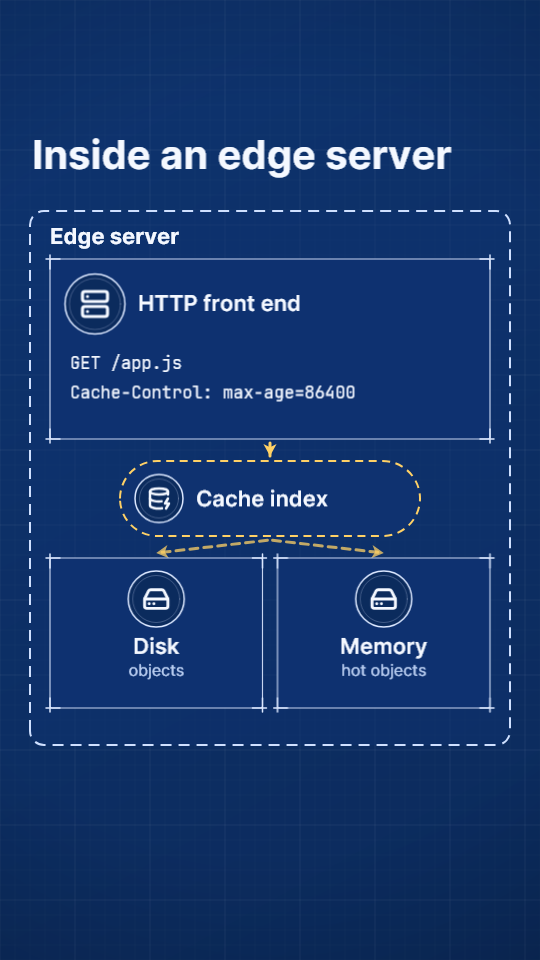 Inside an edge server
Edge server
HTTP front end
GET /app.js
Cache-Control: max-age=86400
Cache index
Disk
objects
Memory
hot objects